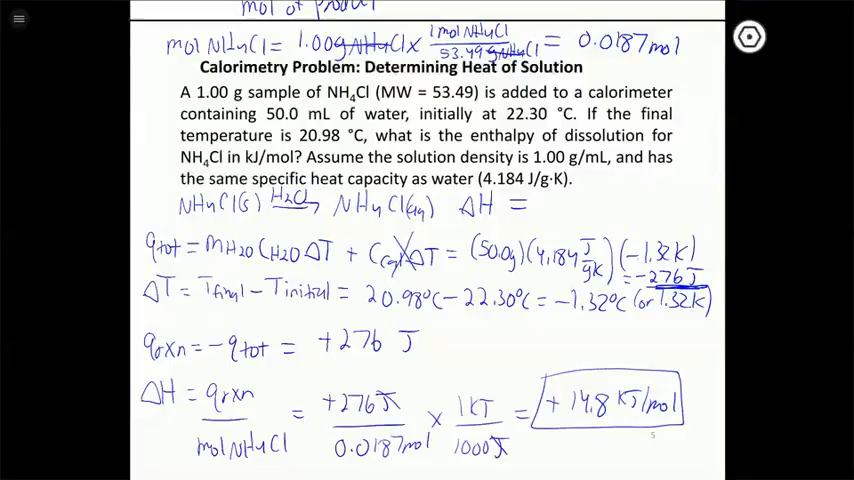 mol of product
mol NH4Cl = 1.00 g NH4Cl x 1 mol NH4Cl / 53.49 g NH4Cl = 0.0187 mol
Calorimetry Problem: Determining Heat of Solution
A 1.00 g sample of NH₄Cl (MW = 53.49) is added to a calorimeter
containing 50.0 mL of water, initially at 22.30 °C. If the final
temperature is 20.98 °C, what is the enthalpy of dissolution for
NH₄Cl in kJ/mol? Assume the solution density is 1.00 g/mL, and has
the same specific heat capacity as water (4.184 J/g·K).
NH4Cl(s) H2O(l) → NH4Cl(aq) ΔH =
qtot = mH2O CH2O ΔT + Ccal ΔT = (50.0g)(4.184 J/gK)(-1.32K)
= -276 J
ΔT = Tfinal - Tinitial = 20.98°C - 22.30°C = -1.32°C (or 1.32K)
qrxn = -qtot = +276 J
ΔH = qrxn / mol NH4Cl = +276 J / 0.0187 mol x 1 KJ / 1000 J = +14.8 KJ/mol
5